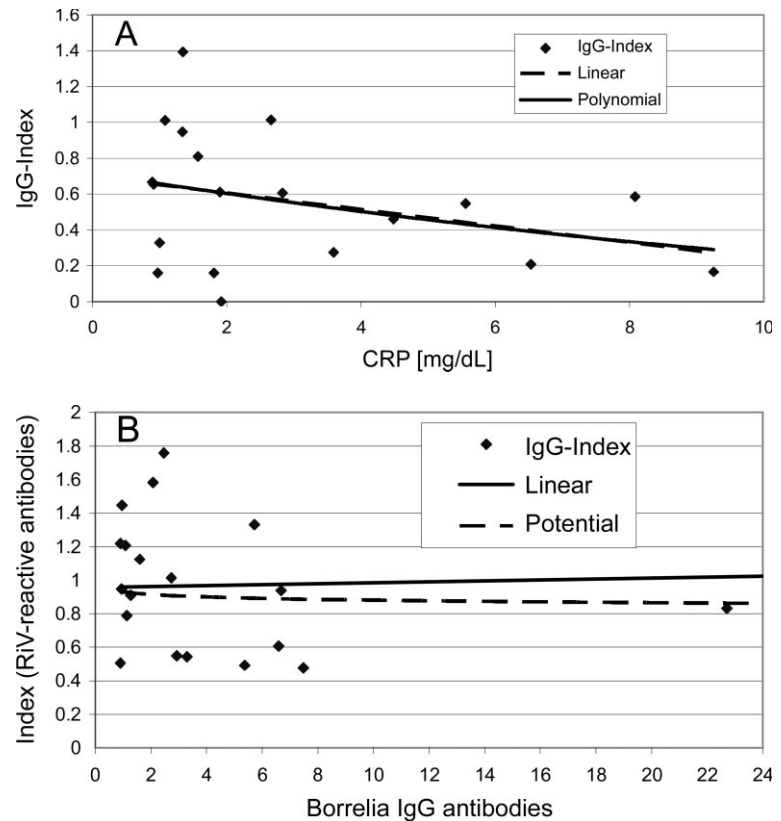 A
1.6
1.4
1.2
1
0.8
0.6
0.4
0.2
0
IgG-Index
IgG-Index
Linear
Polynomial
0 2 4 6 8 10
CRP [mg/dL]
B
2
1.8
1.6
1.4
1.2
1
0.8
0.6
0.4
0.2
0
Index (RiV-reactive antibodies)
IgG-Index
Linear
Potential
0 2 4 6 8 10 12 14 16 18 20 22 24
Borrelia IgG antibodies